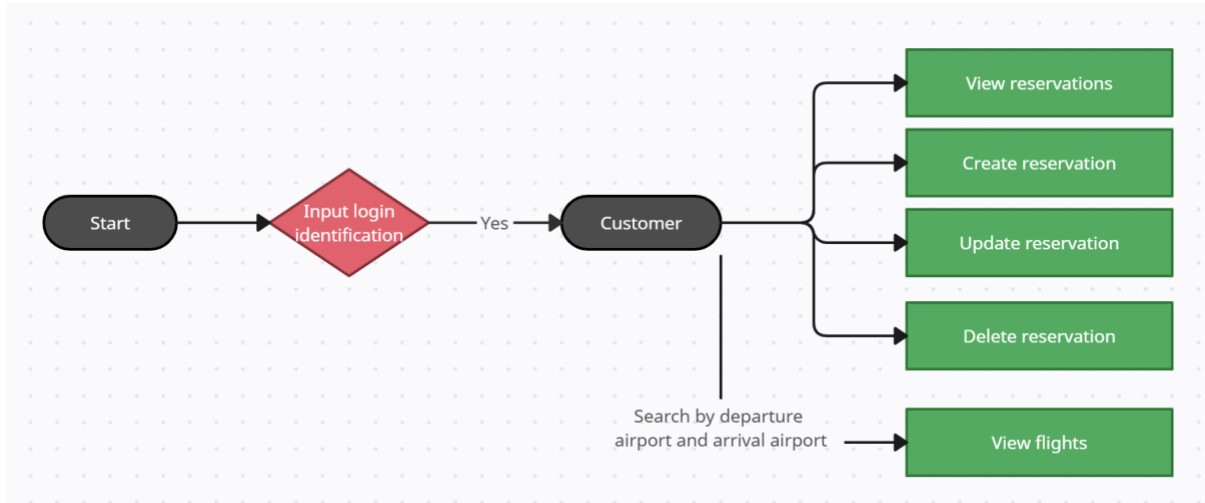 Start
Input login
identification
Yes
Customer
View reservations
Create reservation
Update reservation
Delete reservation
Search by departure
airport and arrival airport
View flights